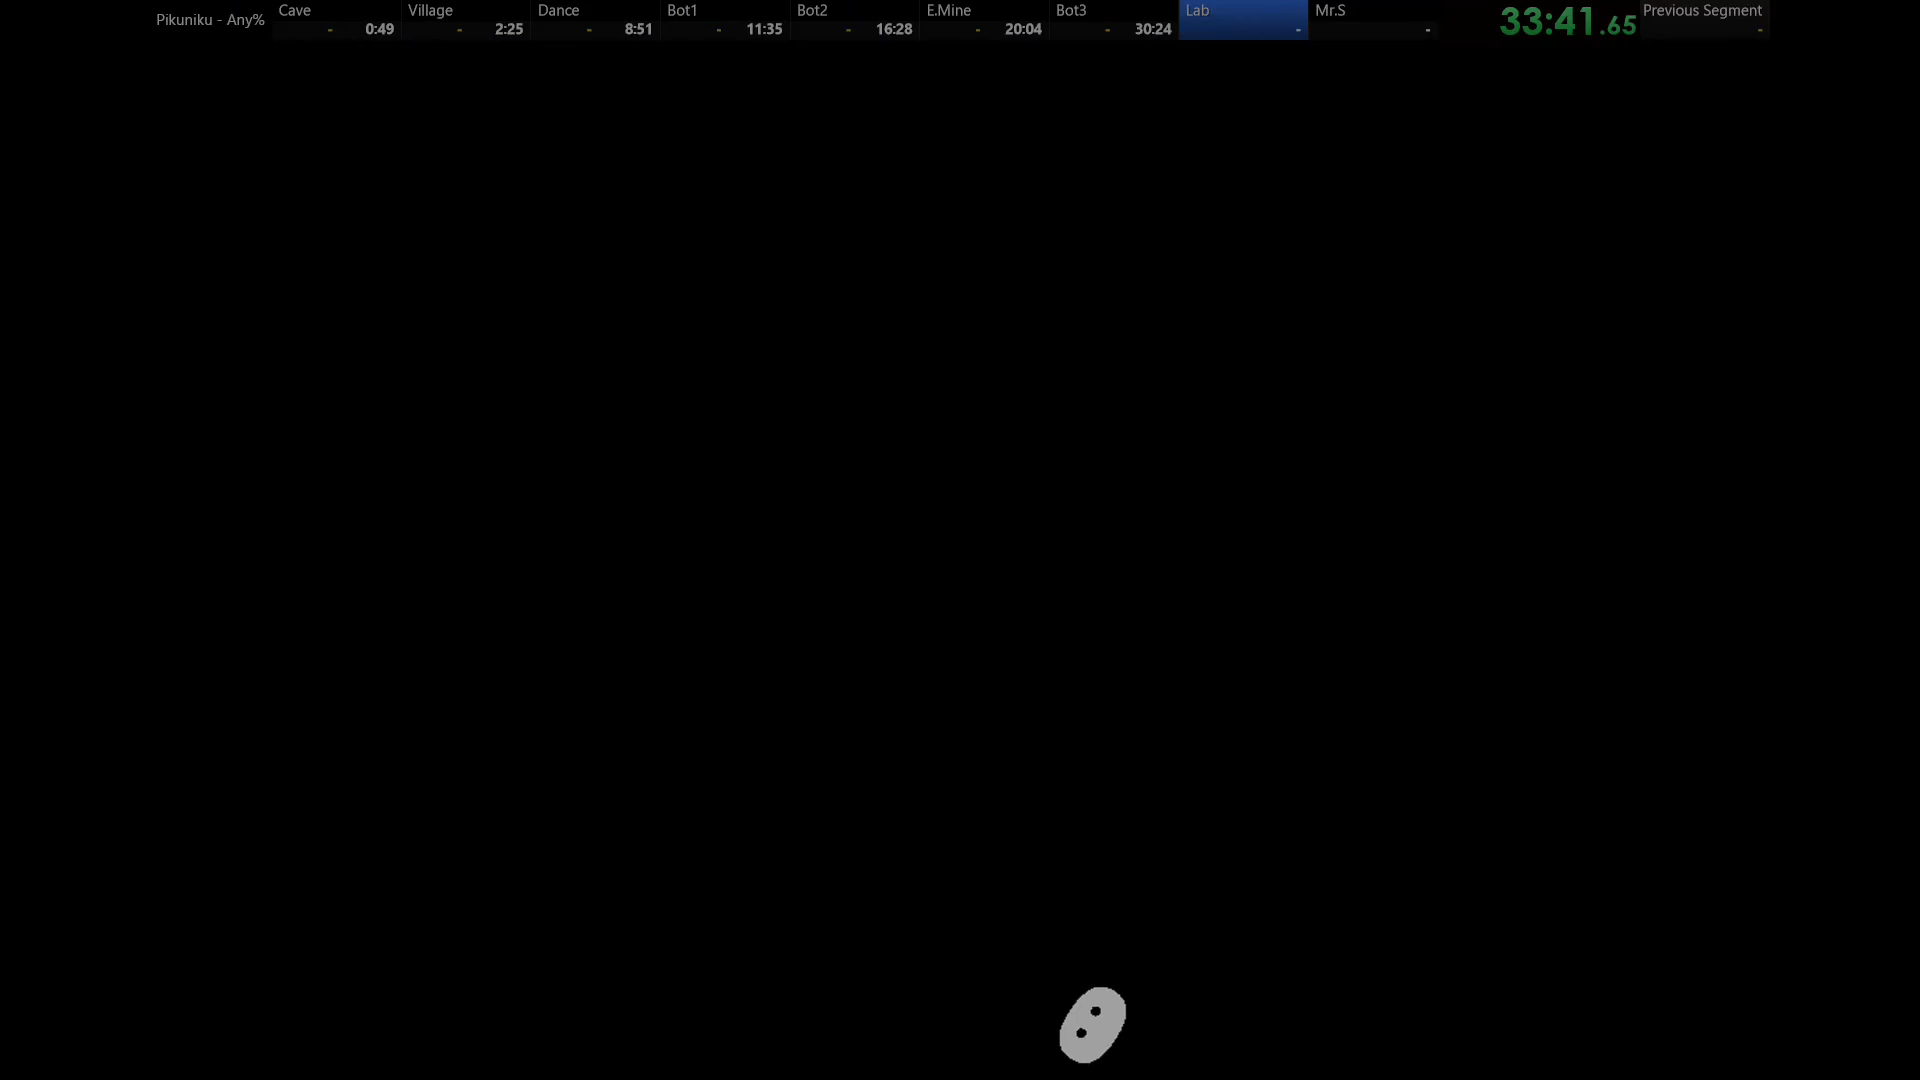 Pikuniku - Any%
Cave
- 0:49
Village
- 2:25
Dance
- 8:51
Bot1
- 11:35
Bot2
- 16:28
E.Mine
- 20:04
Bot3
- 30:24
Lab
-
Mr.S
-
33:41.65
Previous Segment
-